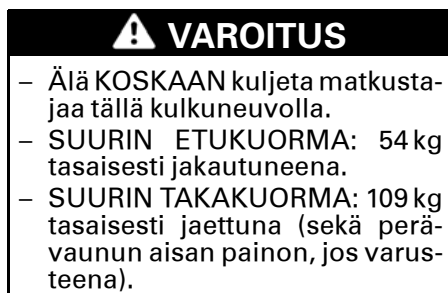 VAROITUS
– Älä KOSKAAN kuljeta matkusta-
jaa tällä kulkuneuvolla.
– SUURIN ETUKUORMA: 54 kg
tasaisesti jakautuneena.
– SUURIN TAKAKUORMA: 109 kg
tasaisesti jaettuna (sekä perä-
vaunun aisan painon, jos varus-
teena).